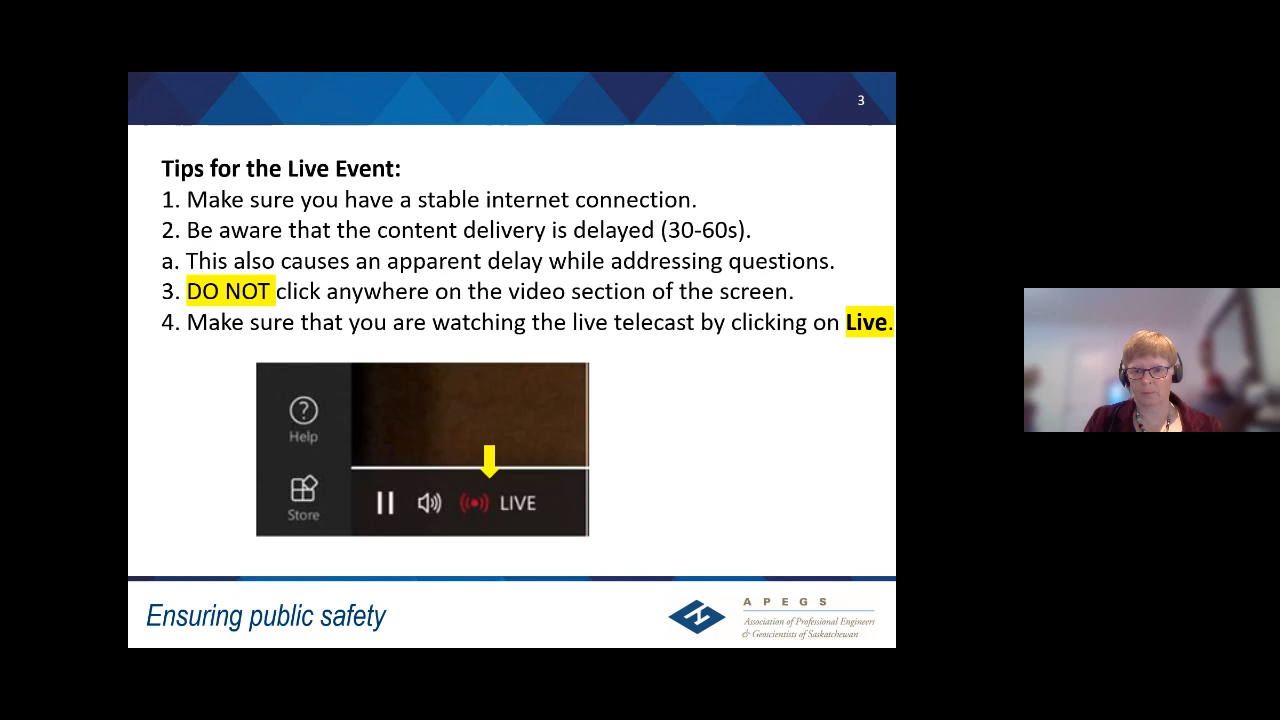 3
Tips for the Live Event:
1. Make sure you have a stable internet connection.
2. Be aware that the content delivery is delayed (30-60s).
a. This also causes an apparent delay while addressing questions.
3. DO NOT click anywhere on the video section of the screen.
4. Make sure that you are watching the live telecast by clicking on Live.
Help
Store
LIVE
Ensuring public safety
APEGS
Association of Professional Engineers
& Geoscientists of Saskatchewan